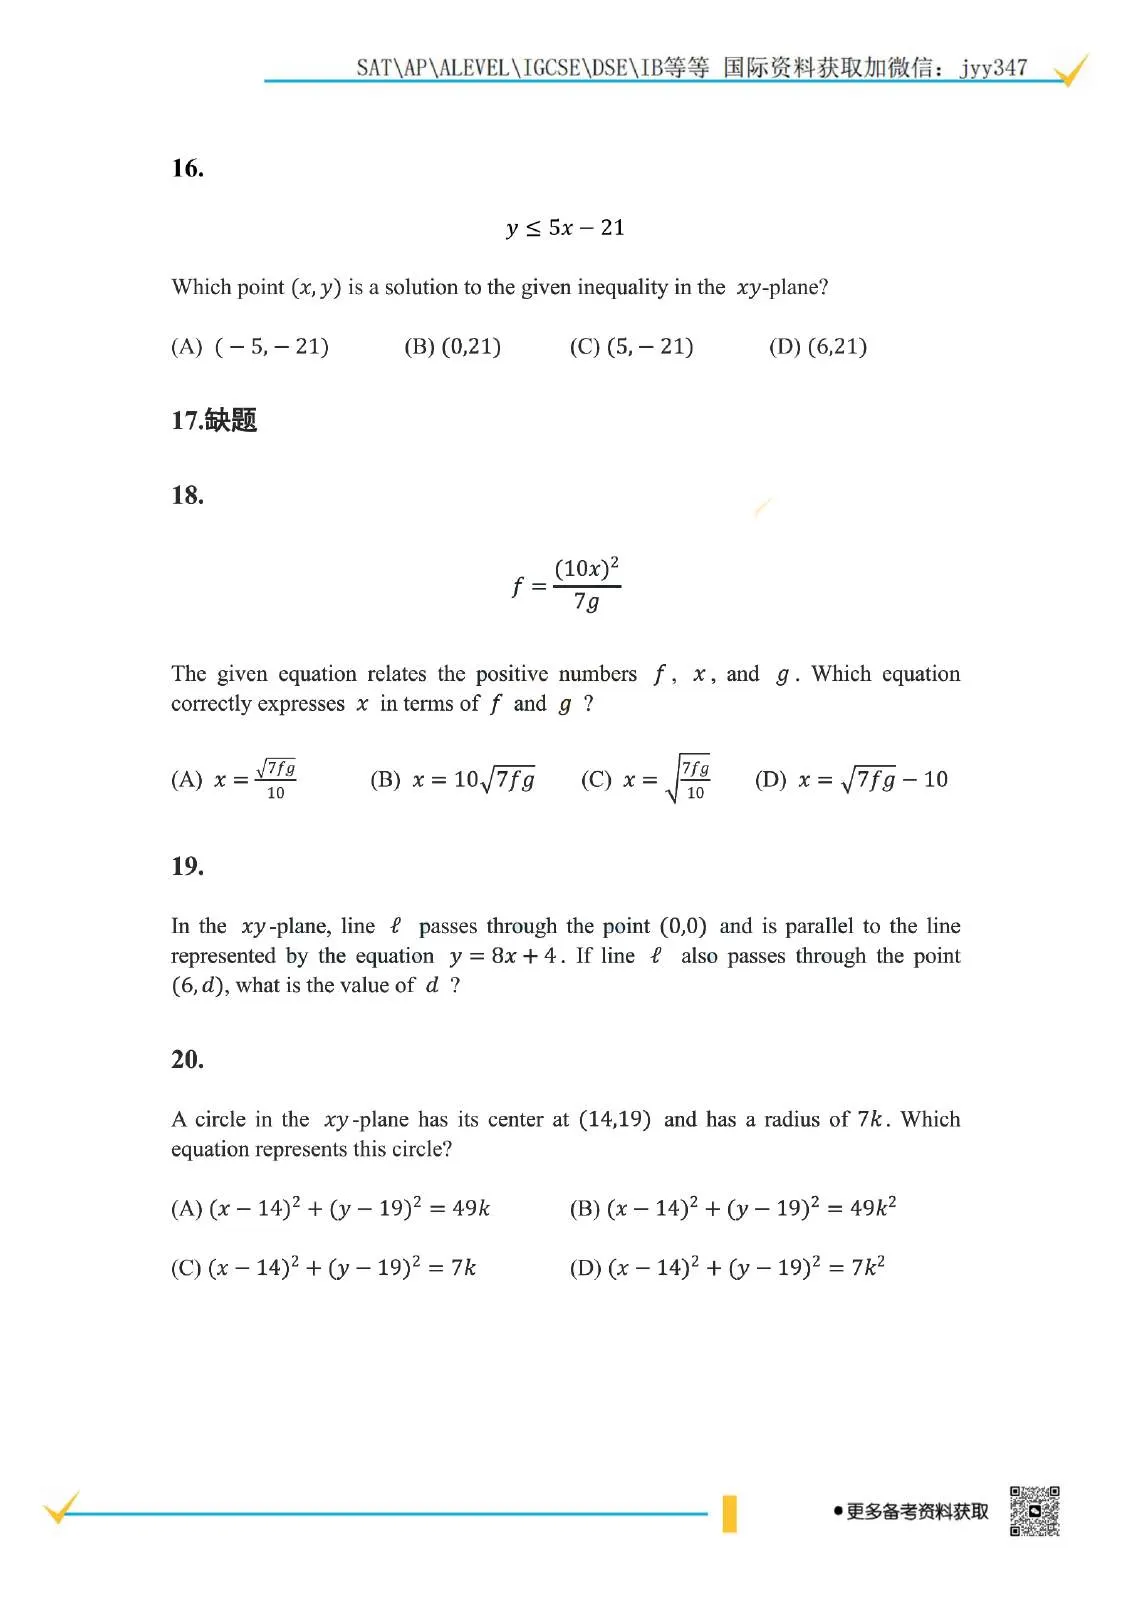 SAT\AP\ALEVEL\IGCSE\DSE\IB等等 国际资料获取加微信：jyy347
16.
y ≤ 5x − 21
Which point (x, y) is a solution to the given inequality in the xy-plane?
(A) ( − 5, − 21) (B) (0,21) (C) (5, − 21) (D) (6,21)
17.缺题
18.
f = (10x)²/7g
The given equation relates the positive numbers f, x, and g. Which equation
correctly expresses x in terms of f and g ?
(A) x = √(7fg)/10 (B) x = 10√(7fg) (C) x = √(7fg/10) (D) x = √(7fg) − 10
19.
In the xy-plane, line ℓ passes through the point (0,0) and is parallel to the line
represented by the equation y = 8x + 4. If line ℓ also passes through the point
(6, d), what is the value of d ?
20.
A circle in the xy-plane has its center at (14,19) and has a radius of 7k. Which
equation represents this circle?
(A) (x − 14)² + (y − 19)² = 49k (B) (x − 14)² + (y − 19)² = 49k²
(C) (x − 14)² + (y − 19)² = 7k (D) (x − 14)² + (y − 19)² = 7k²
●更多备考资料获取